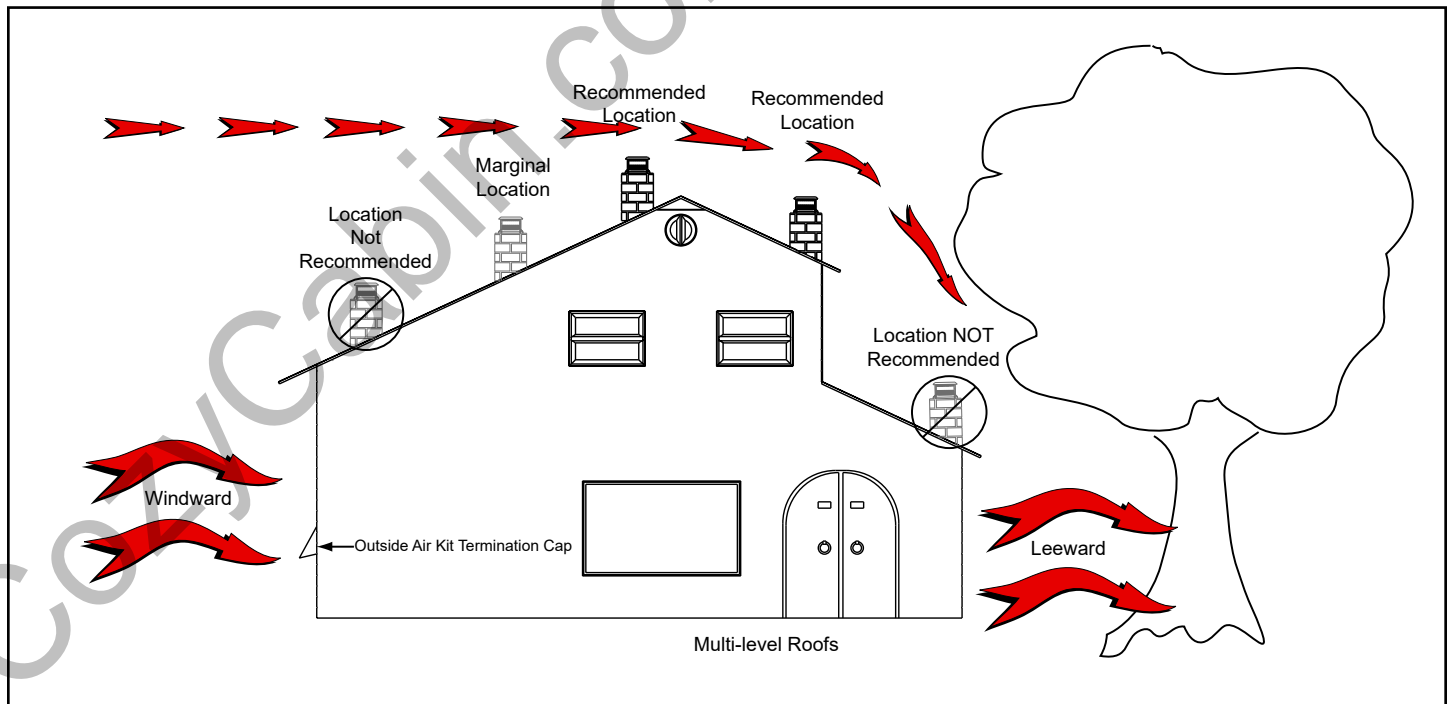 Recommended
Location
Recommended
Location
Marginal
Location
Location
Not
Recommended
Location NOT
Recommended
Windward
Outside Air Kit Termination Cap
Leeward
Multi-level Roofs
CozyCabin.co